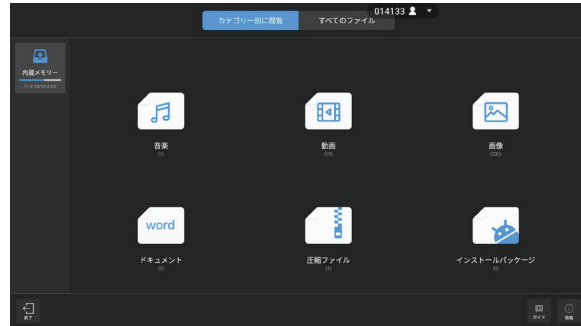 014133
カテゴリー別に閲覧
すべてのファイル
内蔵メモリー
音楽
(1)
動画
(59)
画像
(206)
word
ドキュメント
(0)
圧縮ファイル
(4)
インストールパッケージ
(0)
終了
ガイド
情報